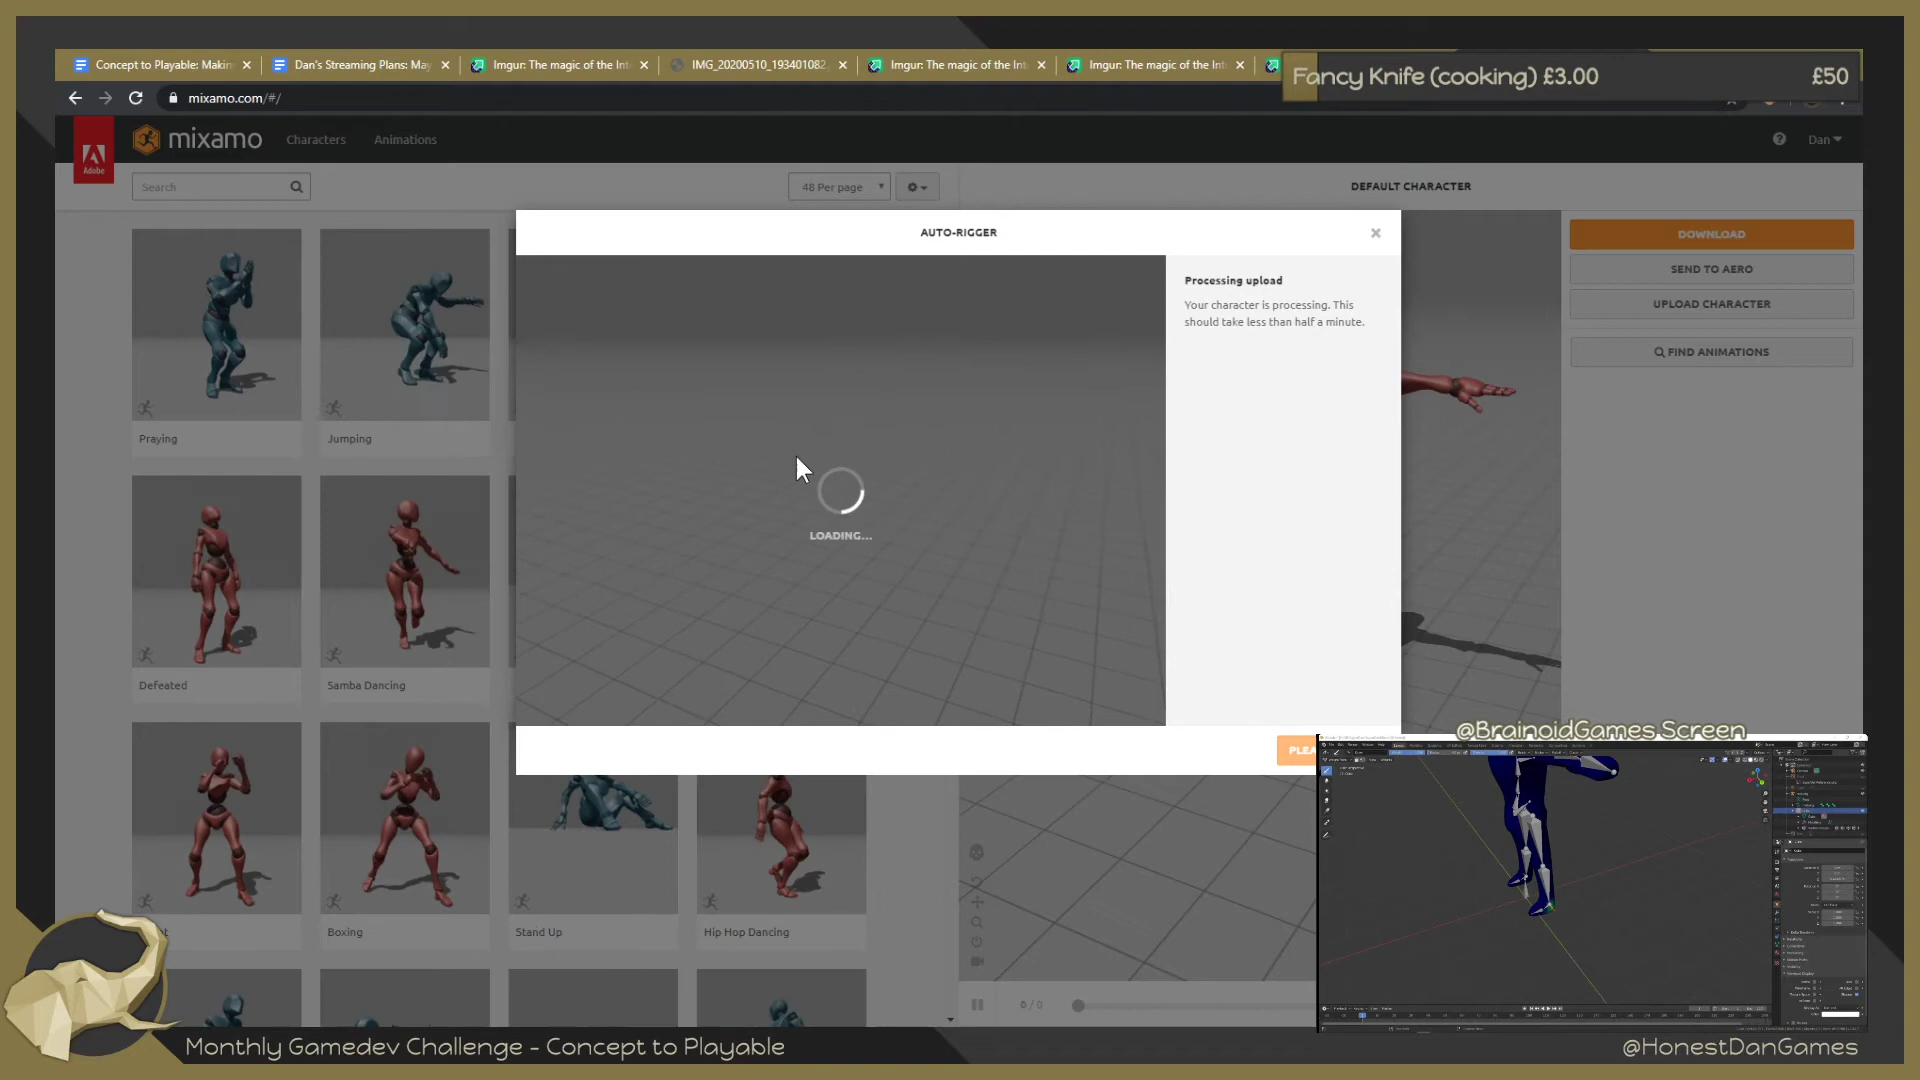 Concept to Playable: Makin
Dan's Streaming Plans: May
Imgur: The magic of the Int
IMG_20200510_193401082_
Imgur: The magic of the Int
Imgur: The magic of the Int
Fancy Knife (cooking) £3.00
£50
mixamo.com/#/
Adobe
mixamo
Characters
Animations
Dan
Search
48 Per page
DEFAULT CHARACTER
AUTO-RIGGER
DOWNLOAD
SEND TO AERO
UPLOAD CHARACTER
FIND ANIMATIONS
Processing upload
Your character is processing. This
should take less than half a minute.
LOADING...
Praying
Jumping
Defeated
Samba Dancing
PLEA
@BrainoidGames Screen
Boxing
Stand Up
Hip Hop Dancing
0 / 0
Monthly Gamedev Challenge - Concept to Playable
@HonestDanGames